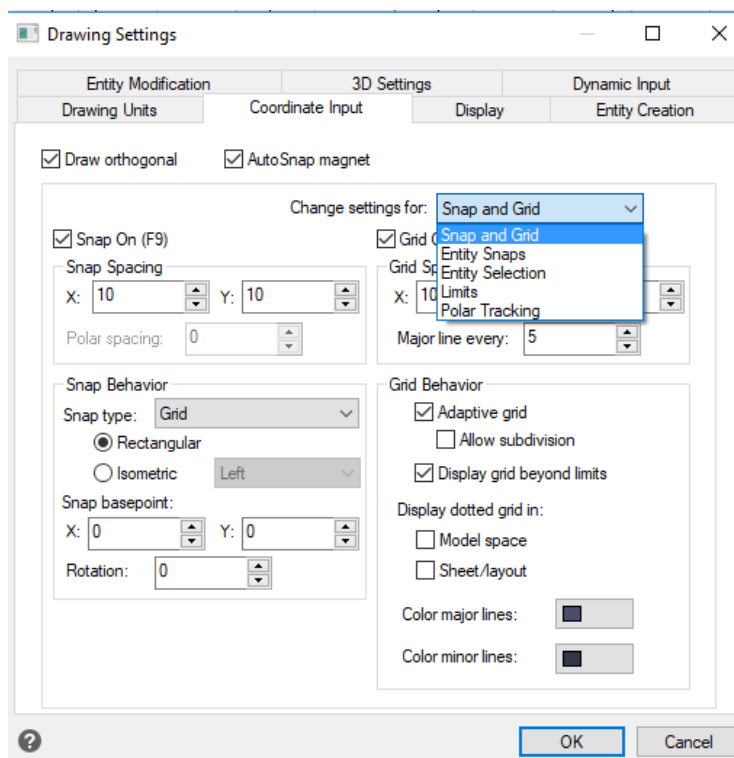 Drawing Settings
Entity Modification 3D Settings Dynamic Input
Drawing Units Coordinate Input Display Entity Creation
Draw orthogonal AutoSnap magnet
Change settings for: Snap and Grid
Snap and Grid
Entity Snaps
Entity Selection
Limits
Polar Tracking
Snap On (F9) Grid
Snap Spacing Grid
X: 10 Y: 10 X:
Polar spacing: 0 Major line every: 5
Snap Behavior Grid Behavior
Snap type: Grid Adaptive grid
Rectangular Allow subdivision
Isometric Left Display grid beyond limits
Snap basepoint: Display dotted grid in:
X: 0 Y: 0 Model space
Rotation: 0 Sheet/layout
Color major lines:
Color minor lines:
? OK Cancel